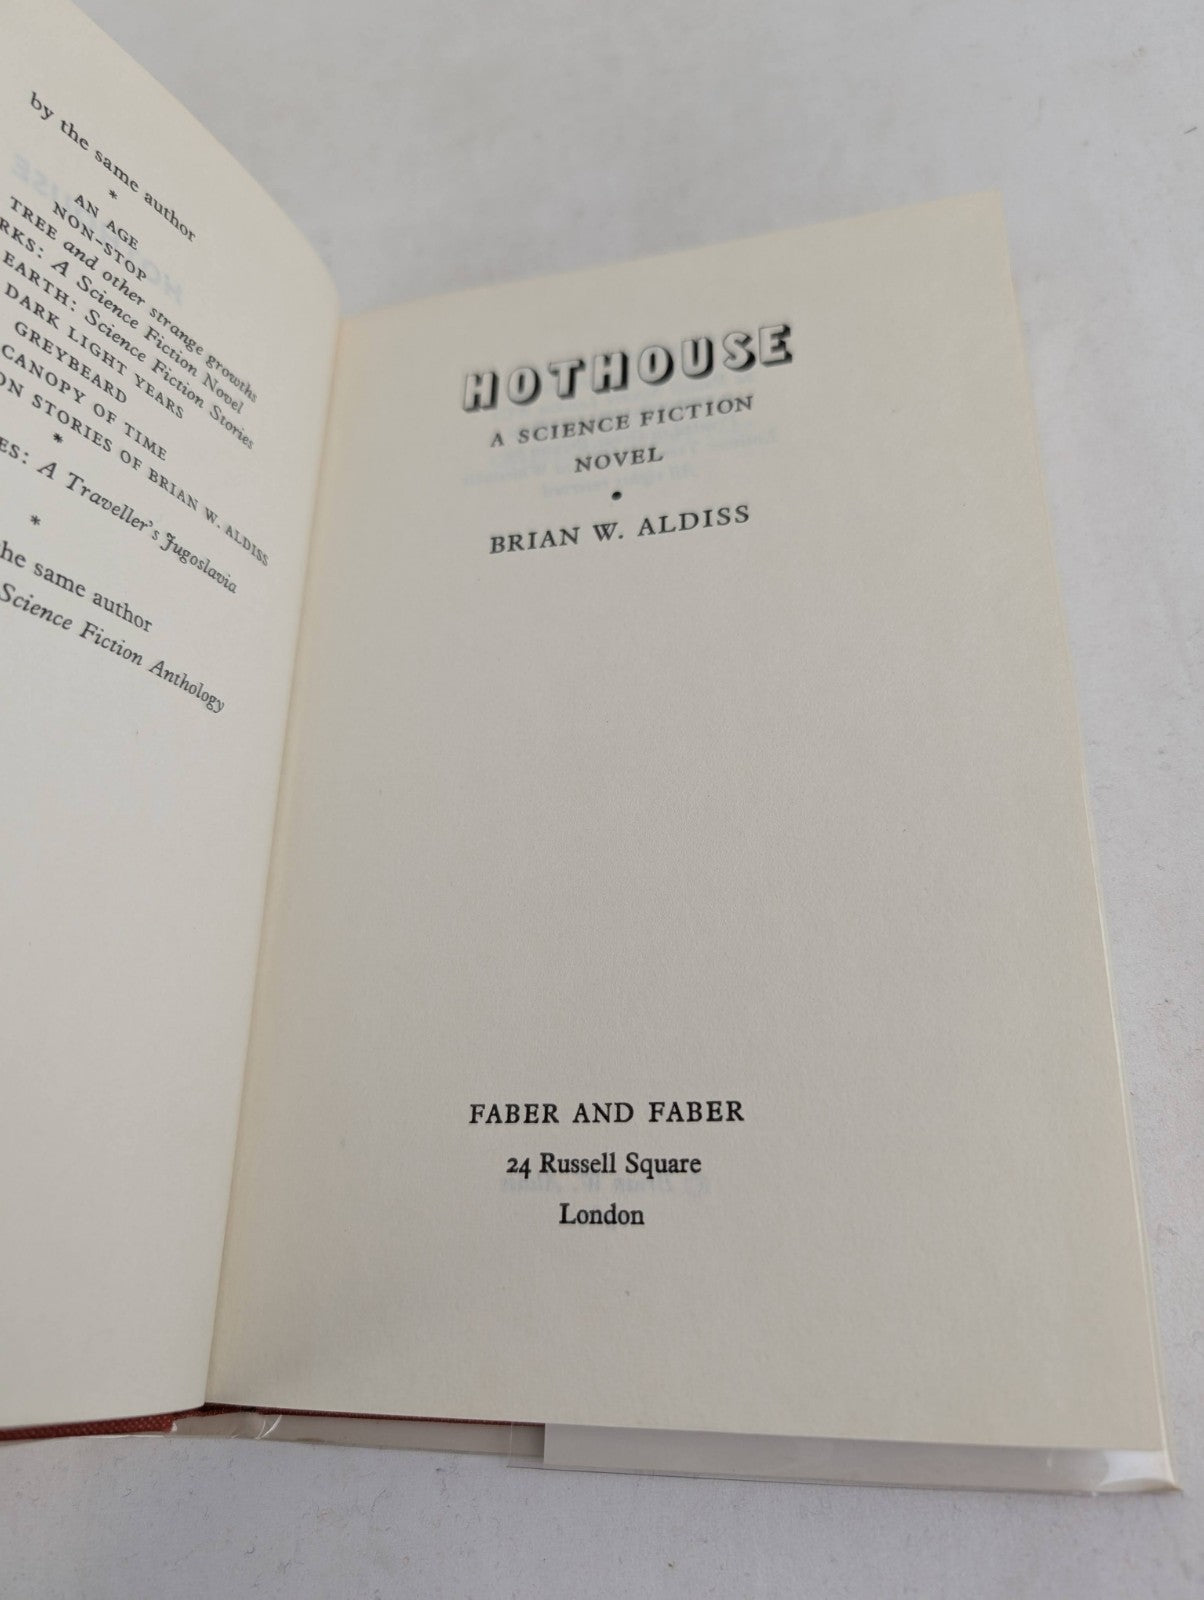 by the same author
*
AN AGE
NON-STOP
TREE and other strange growths
RKS: A Science Fiction Novel
EARTH: Science Fiction Stories
DARK LIGHT YEARS
GREYBEARD
CANOPY OF TIME
ON STORIES OF BRIAN W. ALDISS
*
ES: A Traveller's Jugoslavia
*
he same author
Science Fiction Anthology
HOTHOUSE
A SCIENCE FICTION
NOVEL
•
BRIAN W. ALDISS
FABER AND FABER
24 Russell Square
London